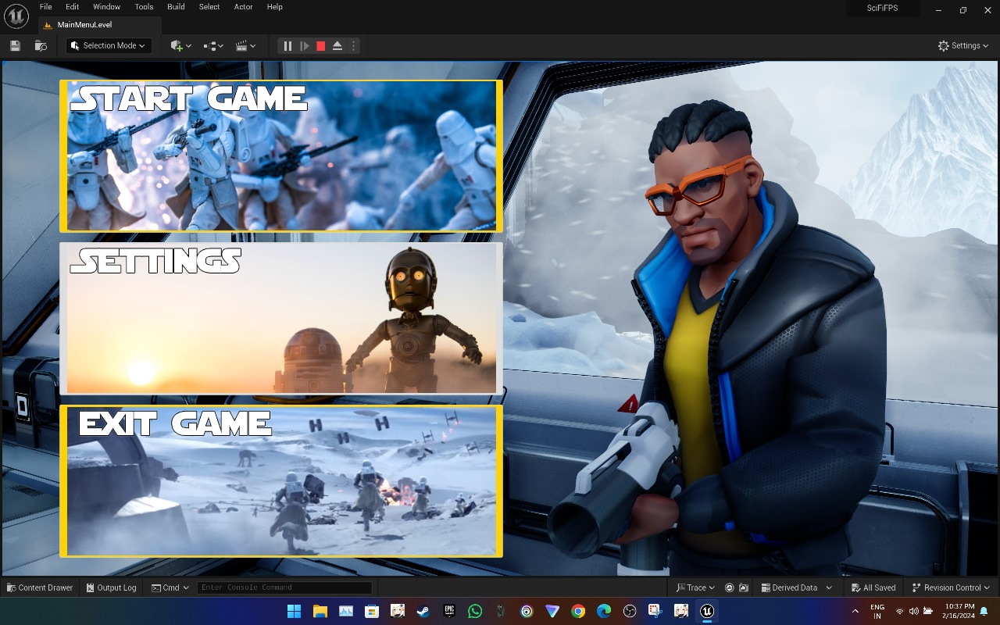 File Edit Window Tools Build Select Actor Help
SciFiFPS
MainMenuLevel
Selection Mode
Settings
START GAME
SETTINGS
EXIT GAME
Content Drawer
Output Log
Cmd
Enter Console Command
Trace
Derived Data
All Saved
Revision Control
EPIC
GAMES
ENG
IN
10:37 PM
2/16/2024